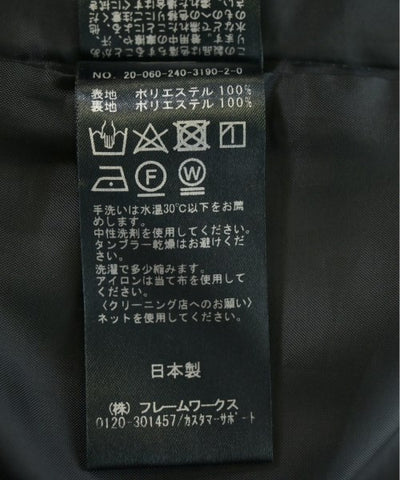 NO. 20-060-240-3190-2-0
表地 ポリエステル 100%
裏地 ポリエステル 100%
F
W
手洗いは水温30℃以下をお薦
めします。
中性洗剤を使用してください。
タンブラー乾燥はお避けくださ
い。
洗濯で多少縮みます。
アイロンは当て布を使用してく
ださい。
〈クリーニング店へのお願い〉
ネットを使用してください。
日本製
(株) フレームワークス
0120-301457/カスタマーサポート